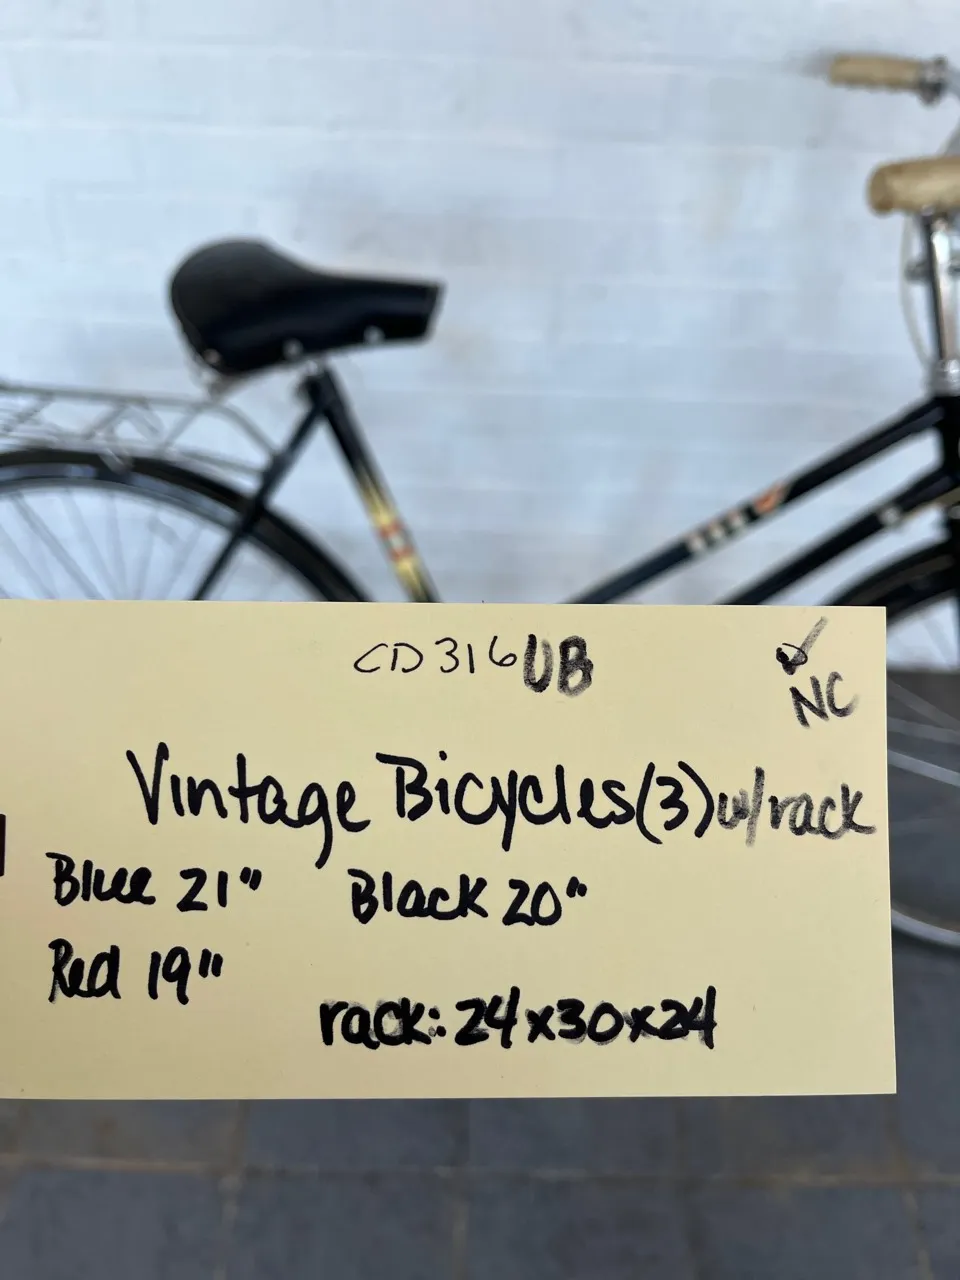 CD316UB
✓
NC
Vintage Bicycles(3)w/rack
Blue 21" Black 20"
Red 19"
rack: 24x30x24